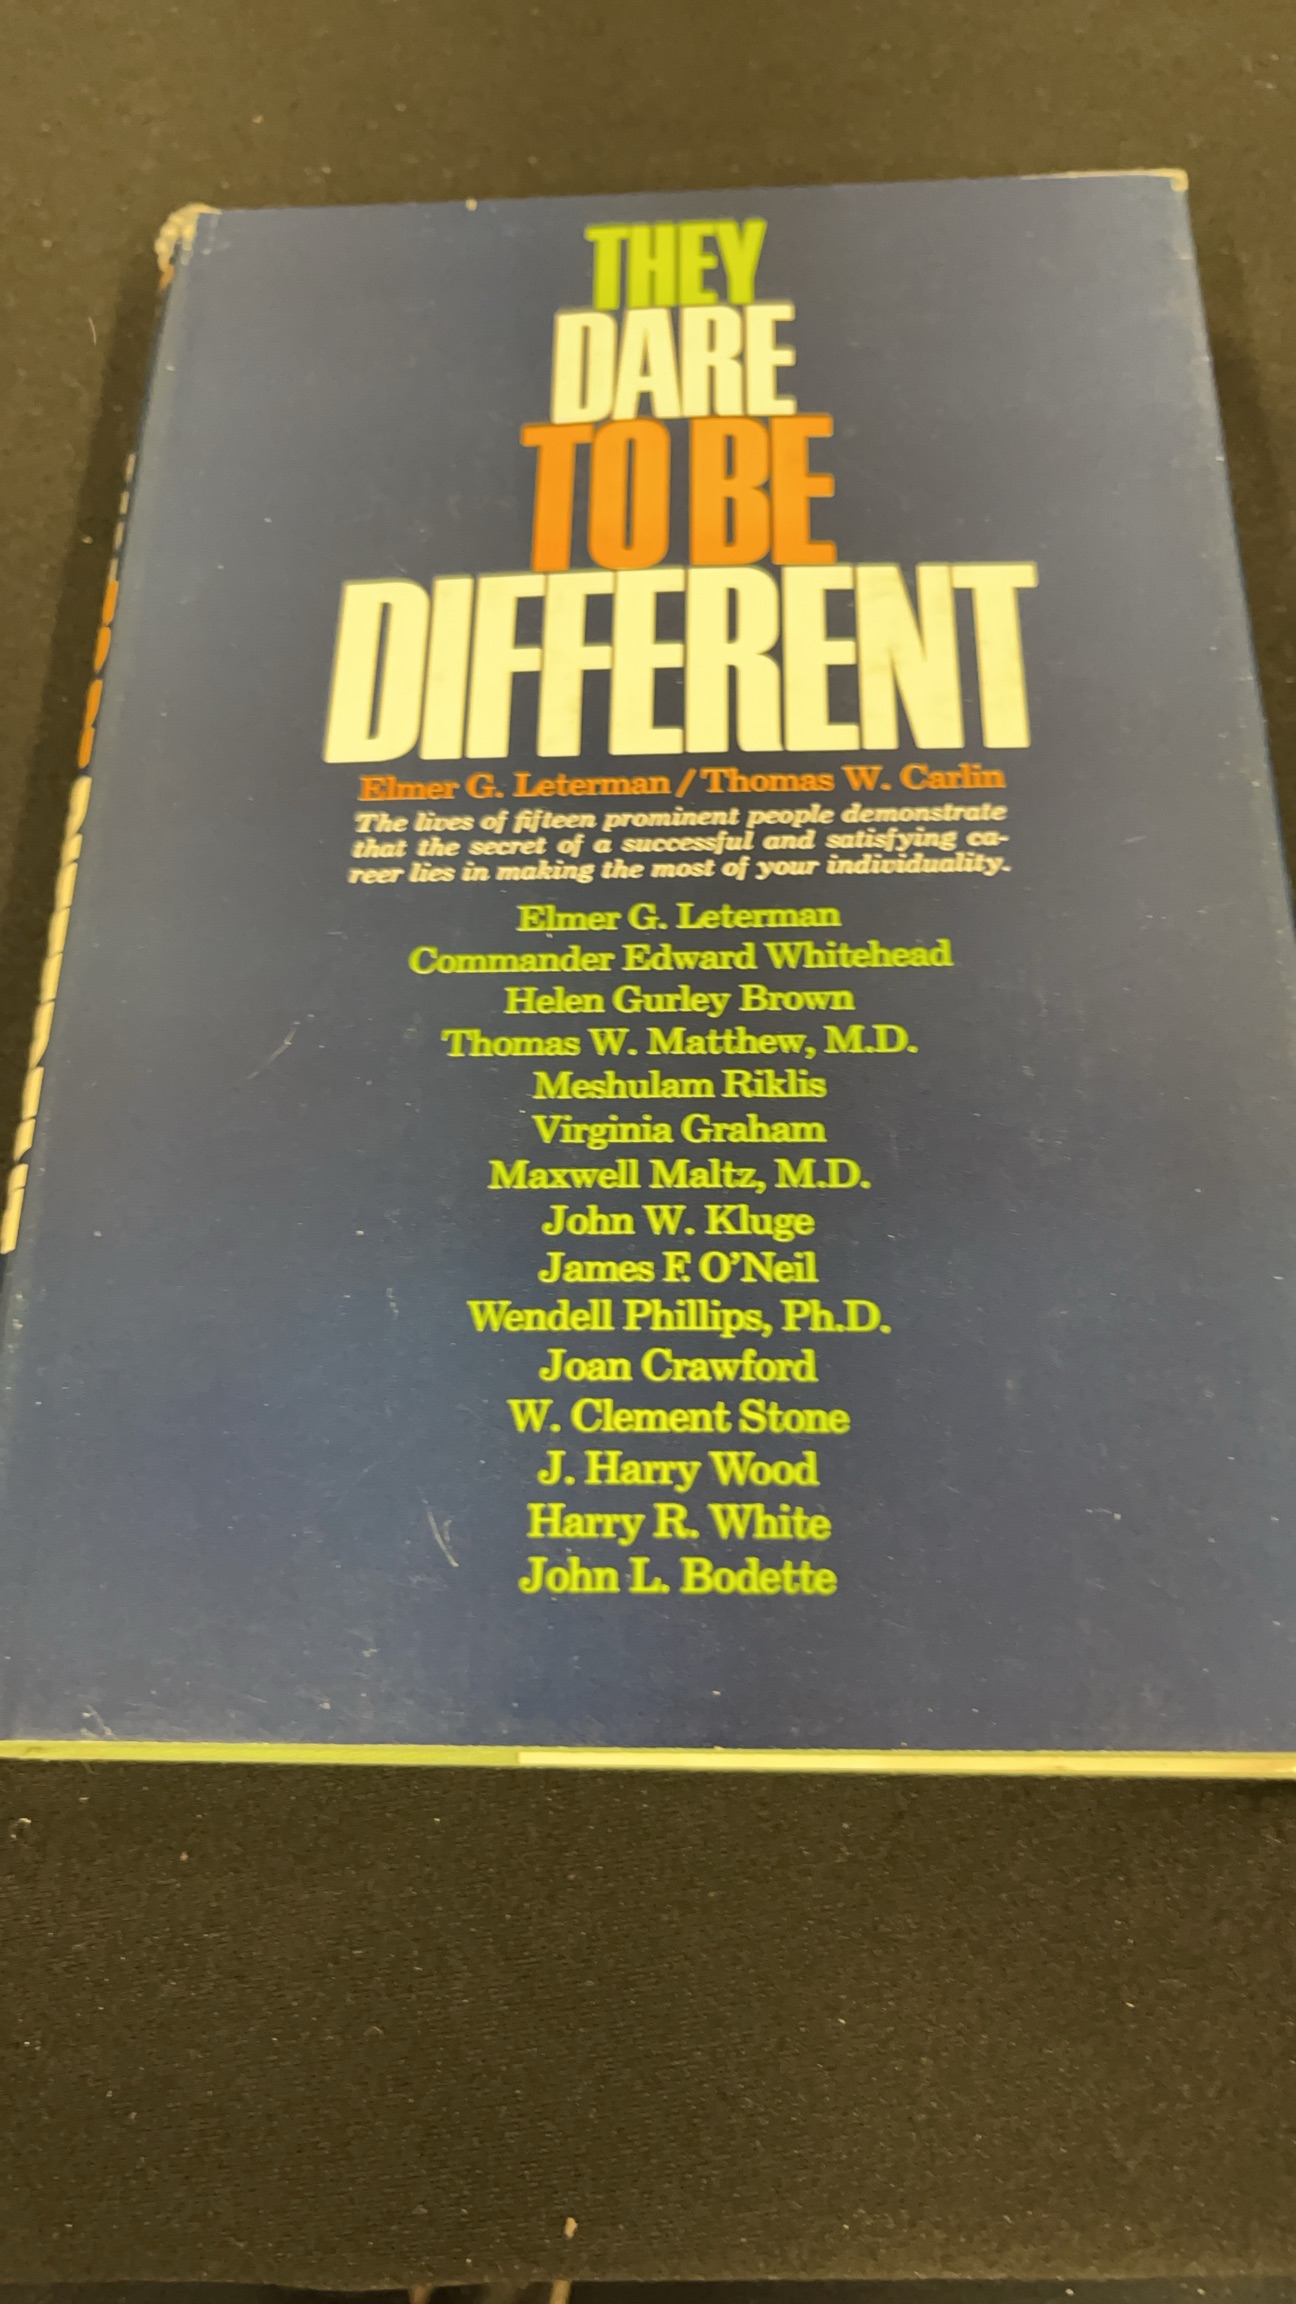 THEY
DARE
TO BE
DIFFERENT
Elmer G. Leterman / Thomas W. Carlin
The lives of fifteen prominent people demonstrate
that the secret of a successful and satisfying ca-
reer lies in making the most of your individuality.
Elmer G. Leterman
Commander Edward Whitehead
Helen Gurley Brown
Thomas W. Matthew, M.D.
Meshulam Riklis
Virginia Graham
Maxwell Maltz, M.D.
John W. Kluge
James F. O'Neil
Wendell Phillips, Ph.D.
Joan Crawford
W. Clement Stone
J. Harry Wood
Harry R. White
John L. Bodette